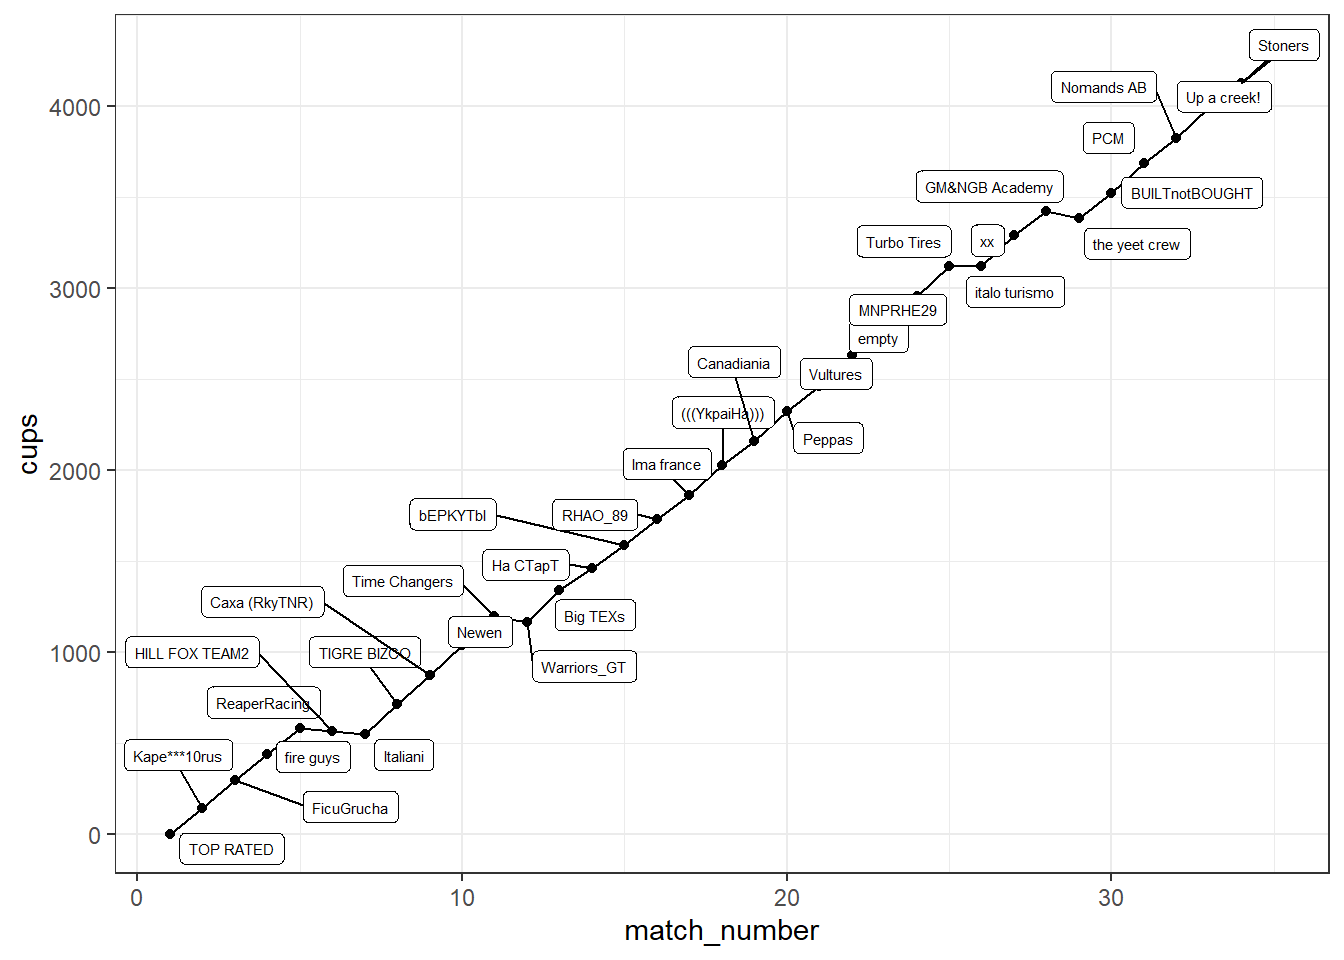 Stoners
Nomands AB
Up a creek!
4000
PCM
GM&NGB Academy
BUILTnotBOUGHT
Turbo Tires
xx
the yeet crew
3000
italo turismo
MNPRHE29
empty
Canadiania
Vultures
(((YkpaiHa)))
Peppas
cups
2000
Ima france
bEPKYTbI
RHAO_89
Ha CTapT
Time Changers
Caxa (RkyTNR)
Big TEXs
Newen
1000
HILL FOX TEAM2
TIGRE BIZCO
Warriors_GT
ReaperRacing
Kape***10rus
fire guys
Italiani
FicuGrucha
0
TOP RATED
0
10
20
30
match_number